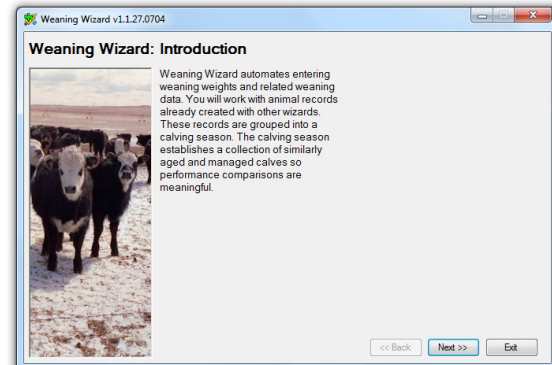 Weaning Wizard v1.1.27.0704
Weaning Wizard: Introduction
Weaning Wizard automates entering
weaning weights and related weaning
data. You will work with animal records
already created with other wizards.
These records are grouped into a
calving season. The calving season
establishes a collection of similarly
aged and managed calves so
performance comparisons are
meaningful.
<< Back Next >> Exit